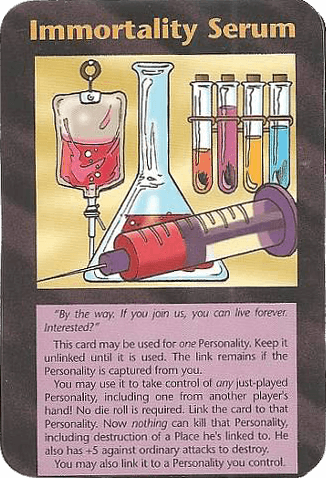 Immortality Serum
"By the way. If you join us, you can live forever.
Interested?"
This card may be used for one Personality. Keep it
unlinked until it is used. The link remains if the
Personality is captured from you.
You may use it to take control of any just-played
Personality, including one from another player's
hand! No die roll is required. Link the card to that
Personality. Now nothing can kill that Personality,
including destruction of a Place he's linked to. He
also has +5 against ordinary attacks to destroy.
You may also link it to a Personality you control.